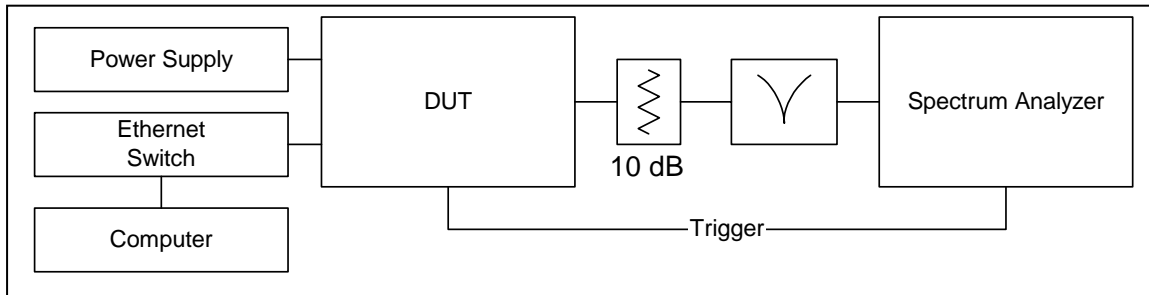 Power Supply
Ethernet
Switch
Computer
DUT
10 dB
Spectrum Analyzer
Trigger